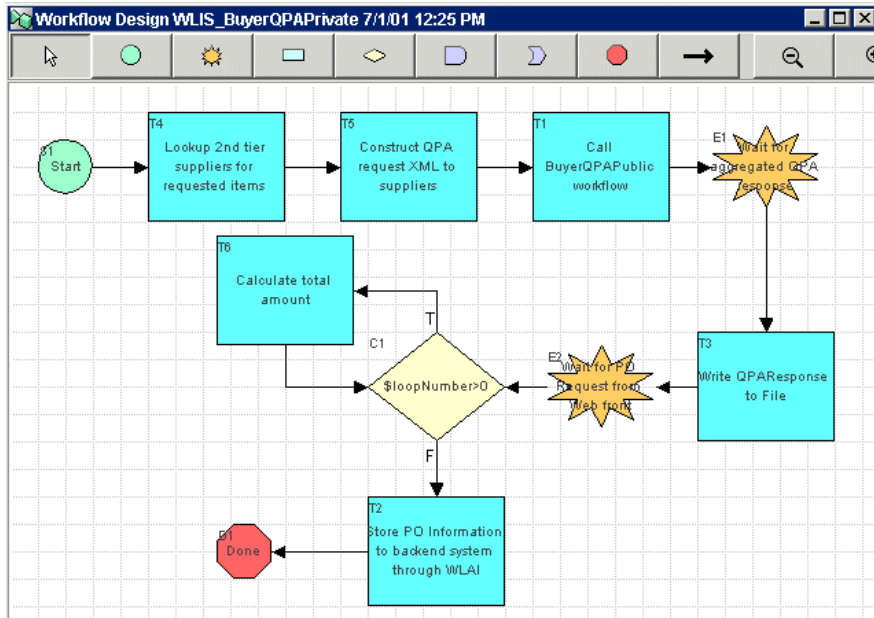 Workflow Design WLIS_BuyerQPAPrivate 7/1/01 12:25 PM
S1
Start
T4
Lookup 2nd tier
suppliers for
requested items
T5
Construct QPA
request XML to
suppliers
T1
Call
BuyerQPAPublic
workflow
E1
Wait for
aggregated QPA
response
T6
Calculate total
amount
T
C1
$loopNumber>0
E2
Wait for PO
Request from
Web front
T3
Write QPAResponse
to File
F
T2
Store PO Information
to backend system
through WLAI
D1
Done